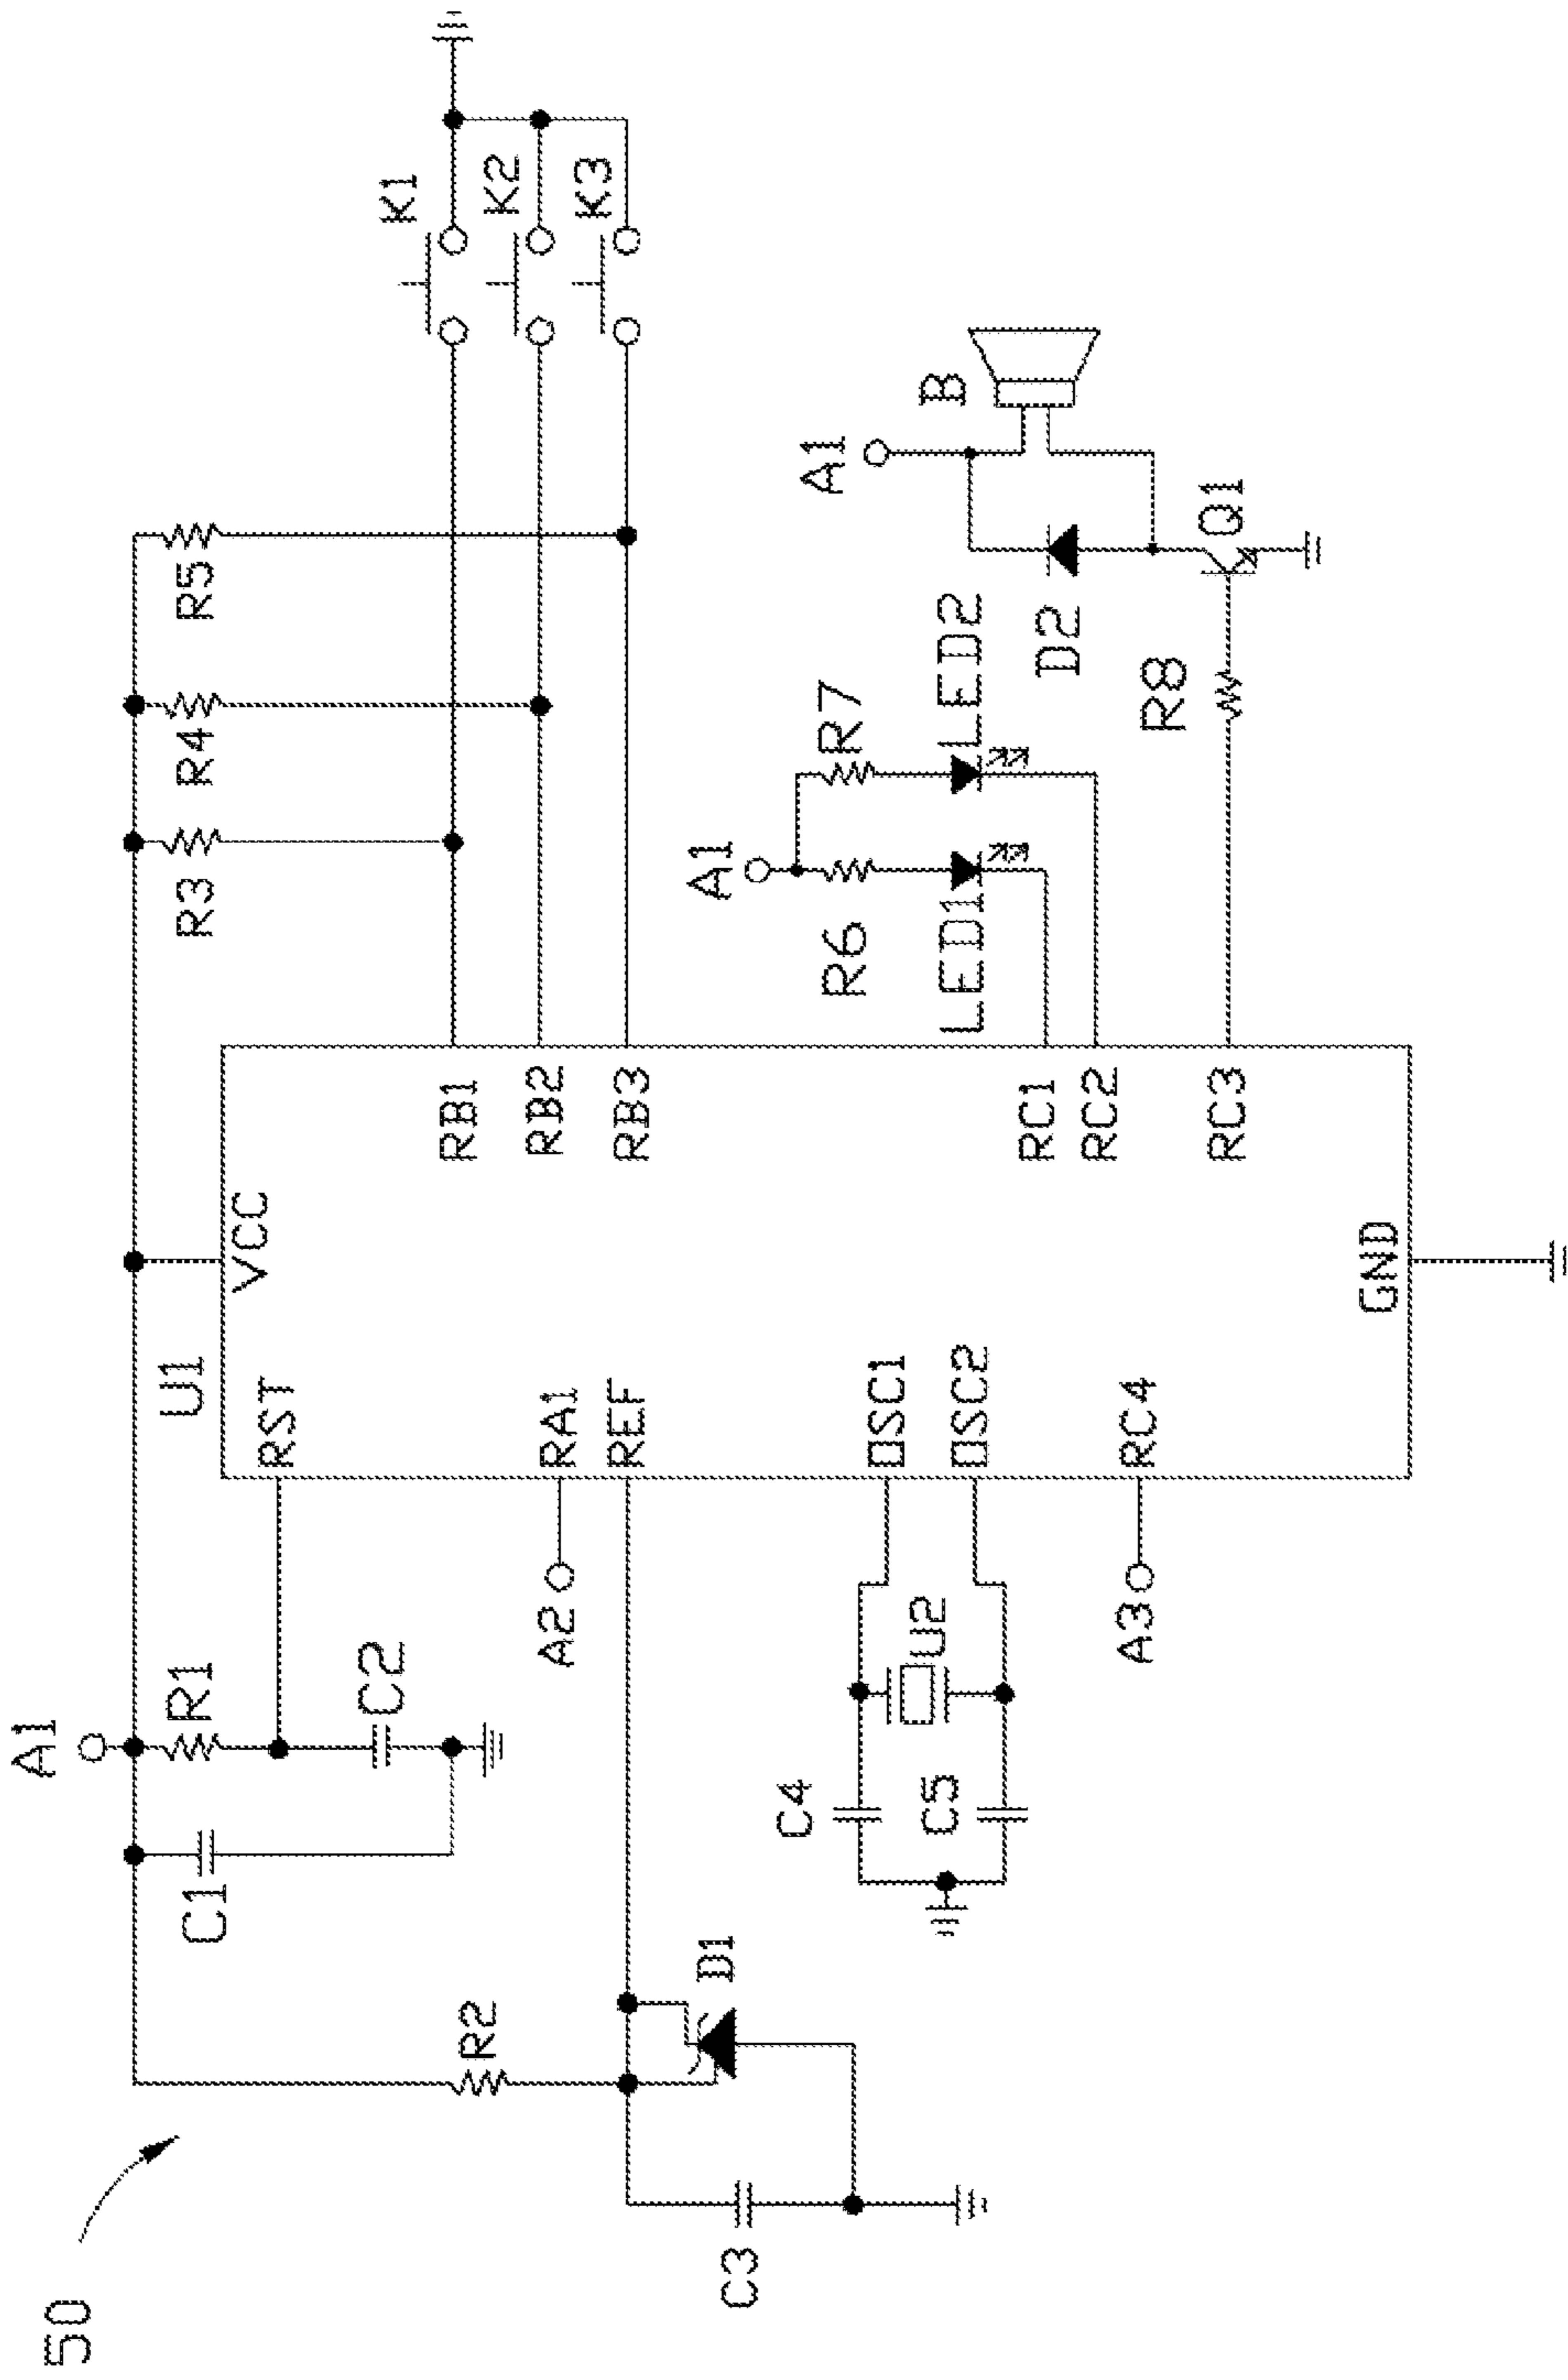 50
A1
U1
R1
C1
C2
R2
C3
D1
A2
C4
C5
U2
A3
RST
RA1
REF
OSC1
OSC2
RC4
VCC
GND
RB1
RB2
RB3
RC1
RC2
RC3
R3
R4
R5
K1
K2
K3
A1
R6
R7
LED1
LED2
A1
B
D2
R8
Q1